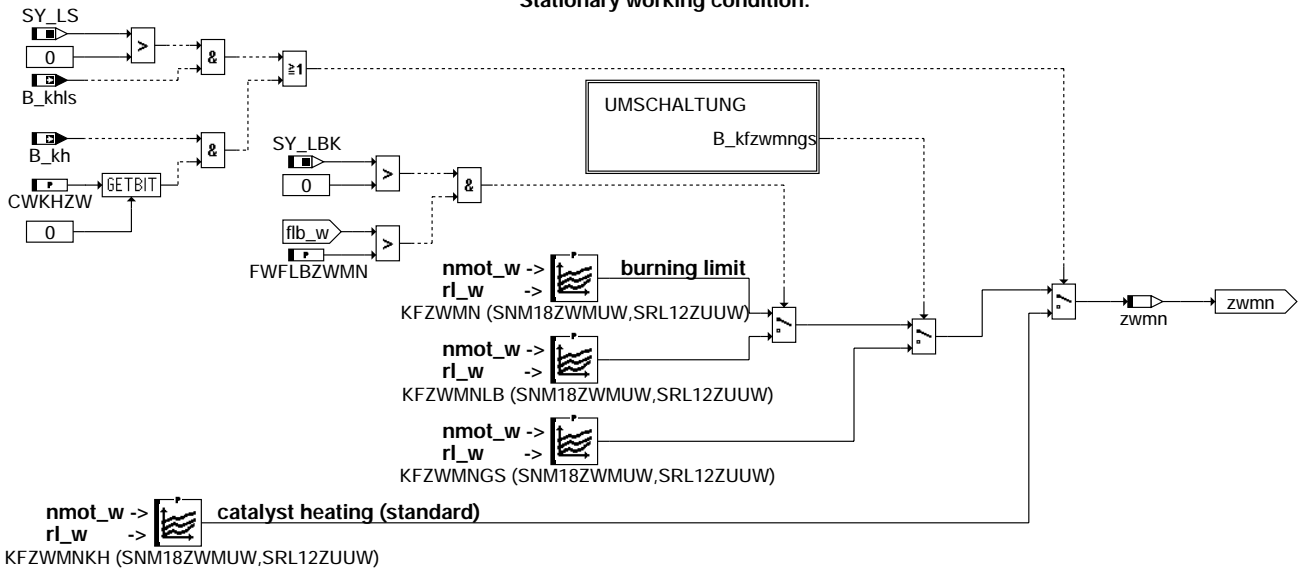 Stationary working condition:
SY_LS
>
0
&
≥1
B_khls
UMSCHALTUNG
B_kfzwmngs
B_kh
&
SY_LBK
>
&
P
GETBIT
CWKHZW
0
0
flb_w
>
P
FWFLBZWMN
nmot_w -> P burning limit
rl_w ->
KFZWMN (SNM18ZWMUW,SRL12ZUUW)
zwmn
zwmn
nmot_w -> P
rl_w ->
KFZWMNLB (SNM18ZWMUW,SRL12ZUUW)
nmot_w -> P
rl_w ->
KFZWMNGS (SNM18ZWMUW,SRL12ZUUW)
nmot_w -> P catalyst heating (standard)
rl_w ->
KFZWMNKH (SNM18ZWMUW,SRL12ZUUW)